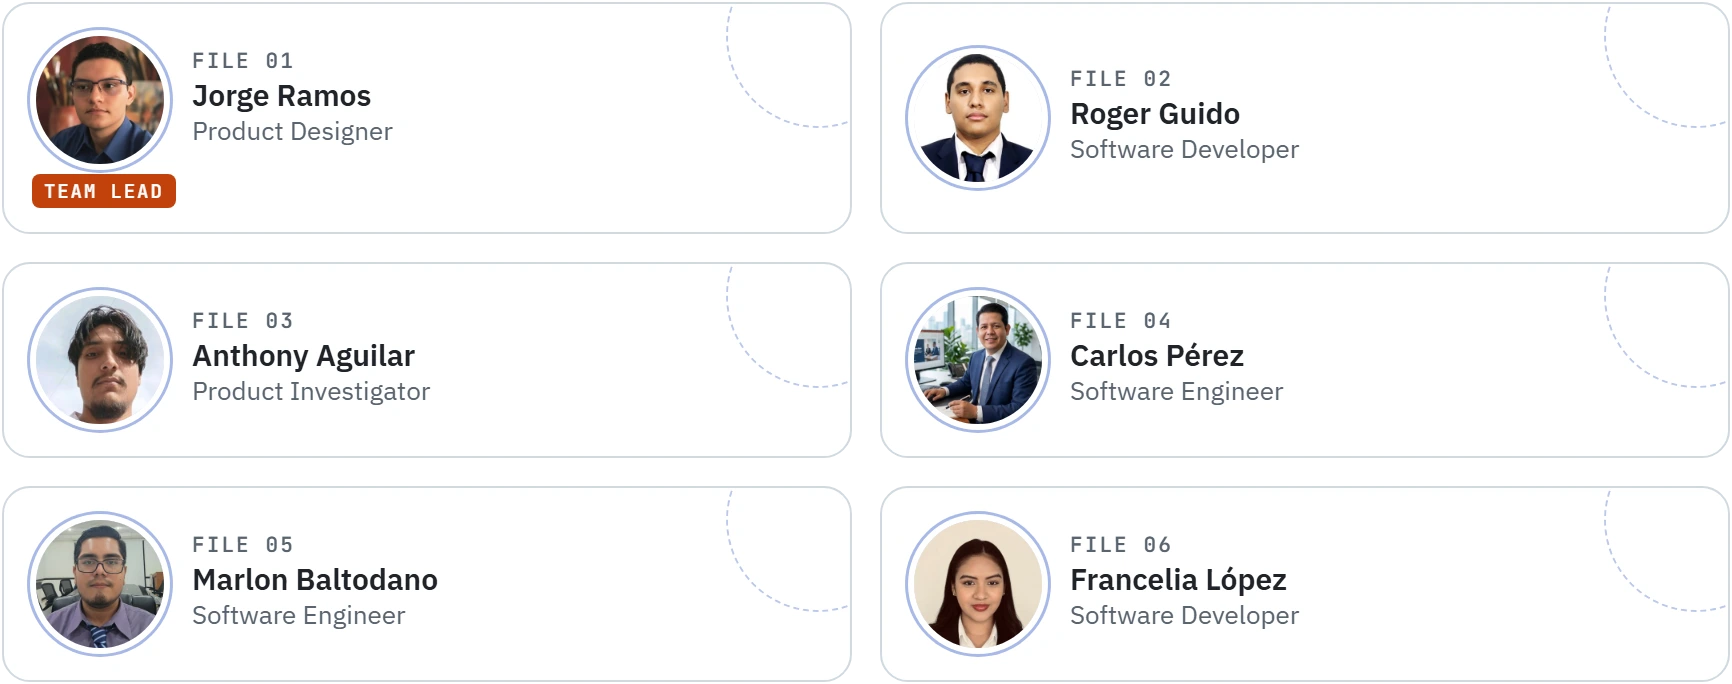 FILE 01
Jorge Ramos
Product Designer
TEAM LEAD
FILE 02
Roger Guido
Software Developer
FILE 03
Anthony Aguilar
Product Investigator
FILE 04
Carlos Pérez
Software Engineer
FILE 05
Marlon Baltodano
Software Engineer
FILE 06
Francelia López
Software Developer